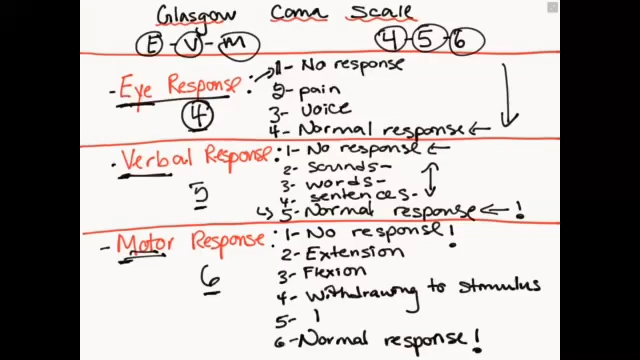 Glasgow Coma Scale
E - V - M 4 - 5 - 6
- Eye Response : 1- No response
4
2- pain
3- voice
4- Normal response ←
- Verbal Response : 1- No response ←
5
2- sounds-
3- words-
4- sentences-
5- Normal response ← !
- Motor Response : 1- No response !
6
2- Extension
3- Flexion
4- withdrawing to stimulus
5-
6- Normal response !